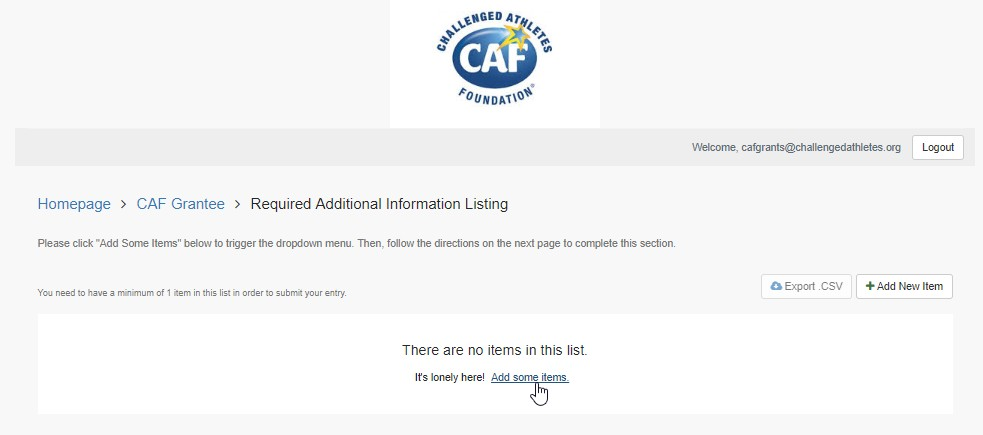 CHALLENGED ATHLETES
CAF
FOUNDATION®
Welcome, cafgrants@challengedathletes.org Logout
Homepage > CAF Grantee > Required Additional Information Listing
Please click "Add Some Items" below to trigger the dropdown menu. Then, follow the directions on the next page to complete this section.
You need to have a minimum of 1 item in this list in order to submit your entry. Export .CSV + Add New Item
There are no items in this list.
It's lonely here! Add some items.